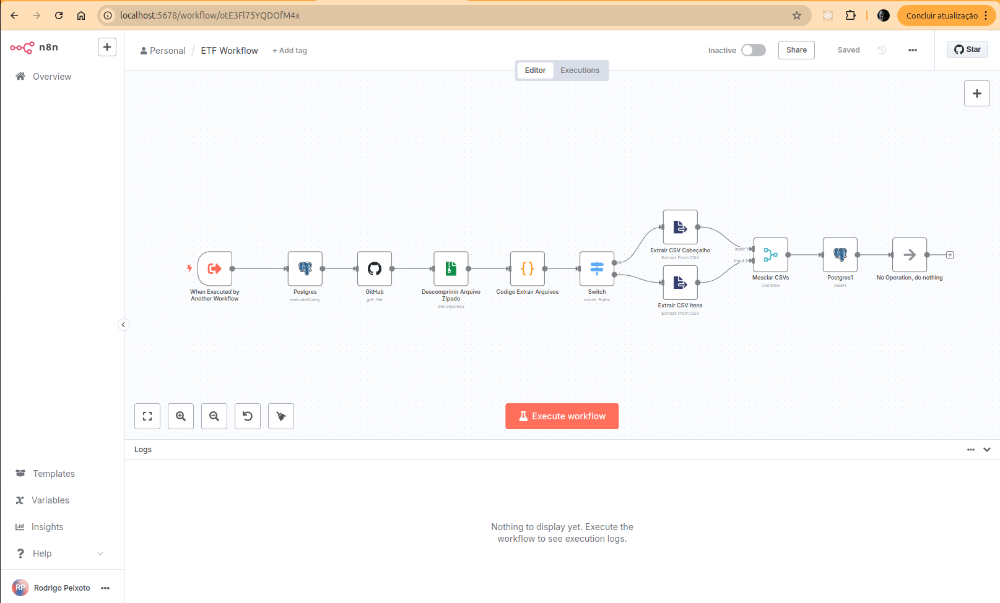 localhost:5678/workflow/otE3Fl75YQDOfM4x
Concluir atualização
n8n
Personal / ETF Workflow + Add tag
Inactive
Share
Saved
Star
Overview
Editor Executions
Extrair CSV Cabeçalho
Extract From CSV
Input 1
Input 2
0
1
When Executed by
Another Workflow
Postgres
executeQuery
GitHub
get: file
Descomprimir Arquivo
Zipado
decompress
Codigo Extrair Arquivos
Switch
mode: Rules
Extrair CSV Itens
Extract From CSV
Mesclar CSVs
combine
Postgres1
insert
No Operation, do nothing
Execute workflow
Logs
Templates
Variables
Insights
Help
Nothing to display yet. Execute the
workflow to see execution logs.
RP
Rodrigo Peixoto